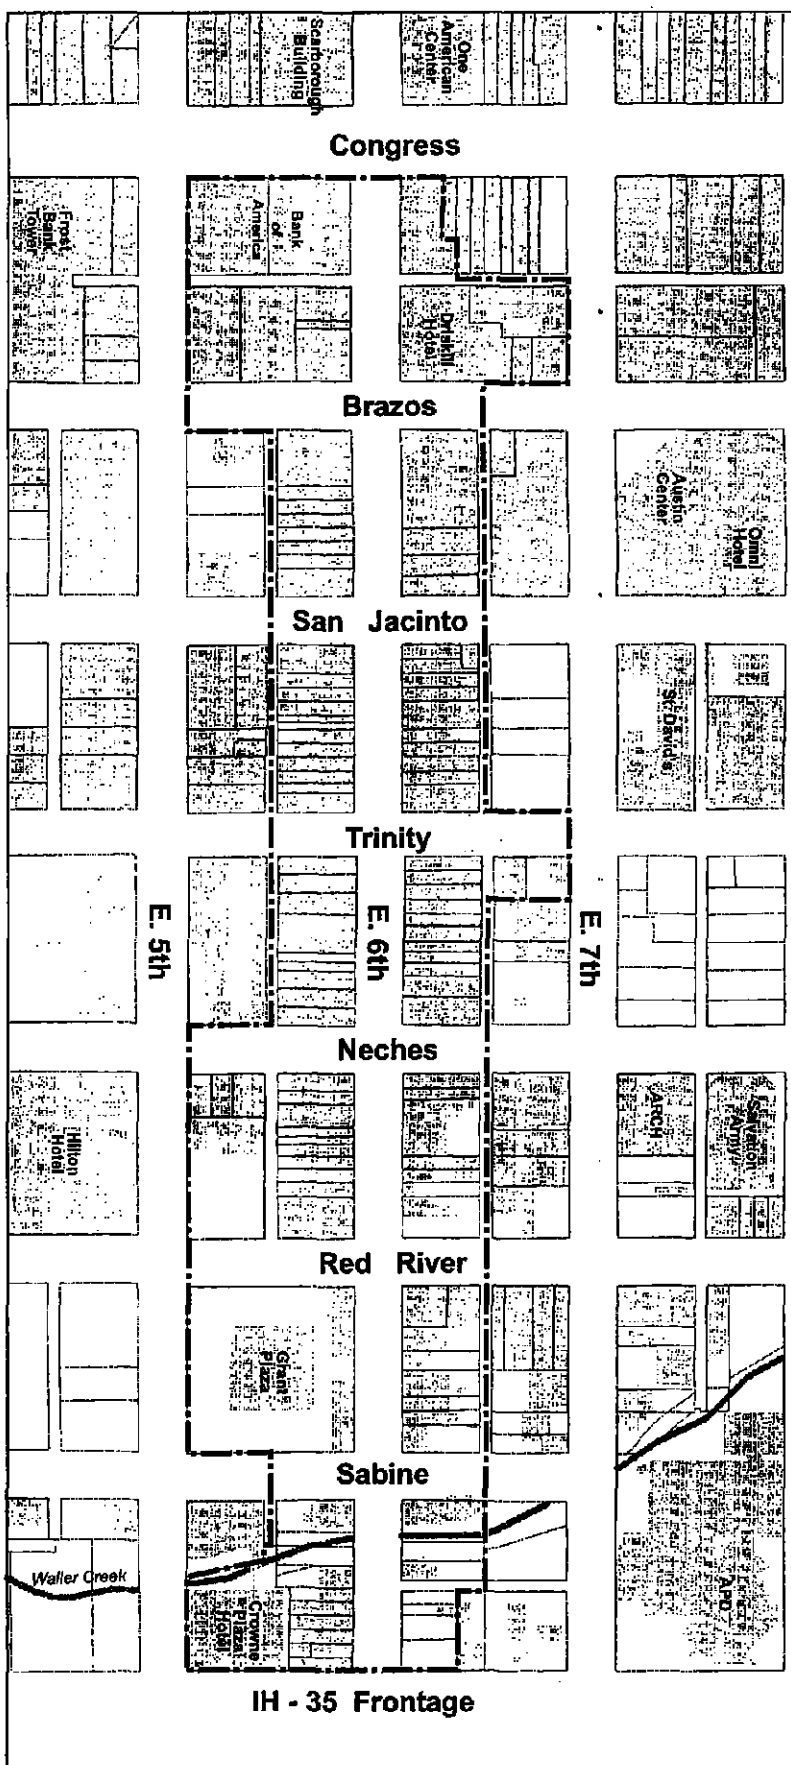 Scarborough
Building
One
American
Center
Congress
Frost
Bank
Tower
Bank
of
America
Driskill
Hotel
Brazos
Austin
Center
Omni
Hotel
San Jacinto
St. David's
Trinity
E. 5th
E. 6th
E. 7th
Neches
Hilton
Hotel
ARCH
Salvation
Army
Red River
Grant
Plaza
Sabine
Waller Creek
Crowne
Plaza
Hotel
APD
IH - 35 Frontage